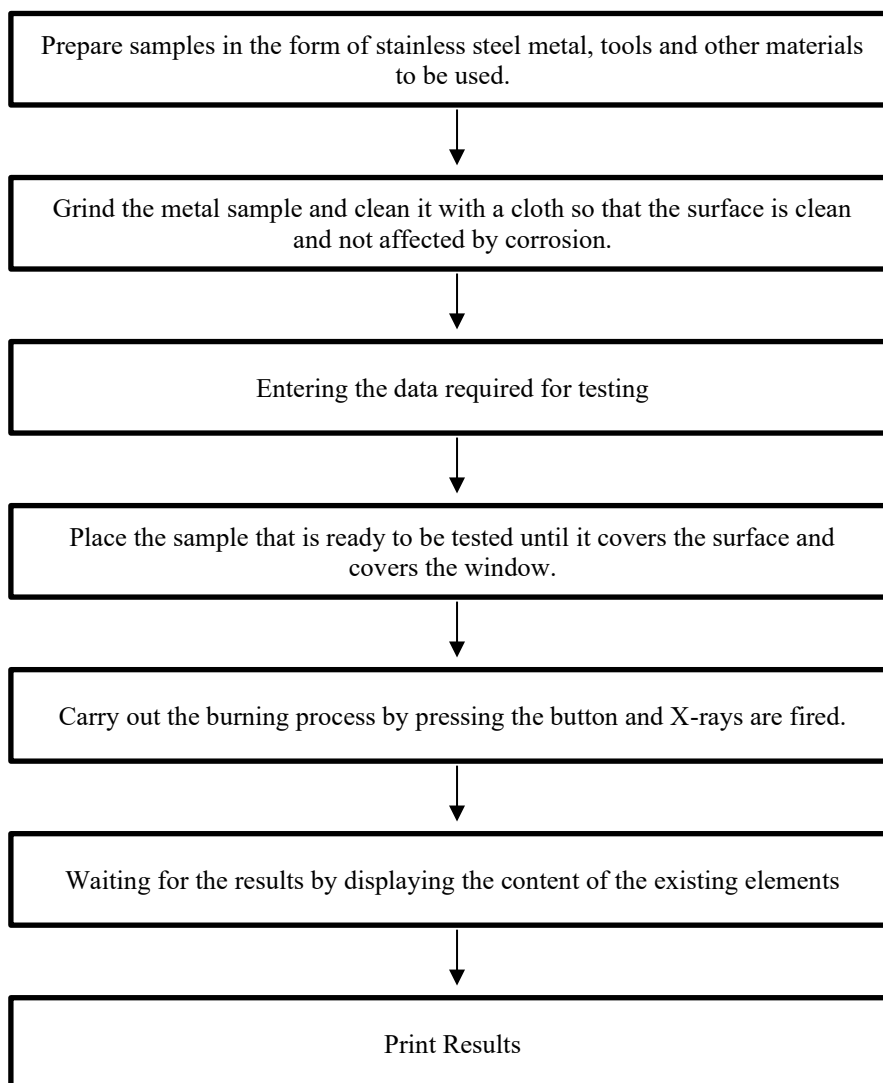 Prepare samples in the form of stainless steel metal, tools and other materials
to be used.
Grind the metal sample and clean it with a cloth so that the surface is clean
and not affected by corrosion.
Entering the data required for testing
Place the sample that is ready to be tested until it covers the surface and
covers the window.
Carry out the burning process by pressing the button and X-rays are fired.
Waiting for the results by displaying the content of the existing elements
Print Results